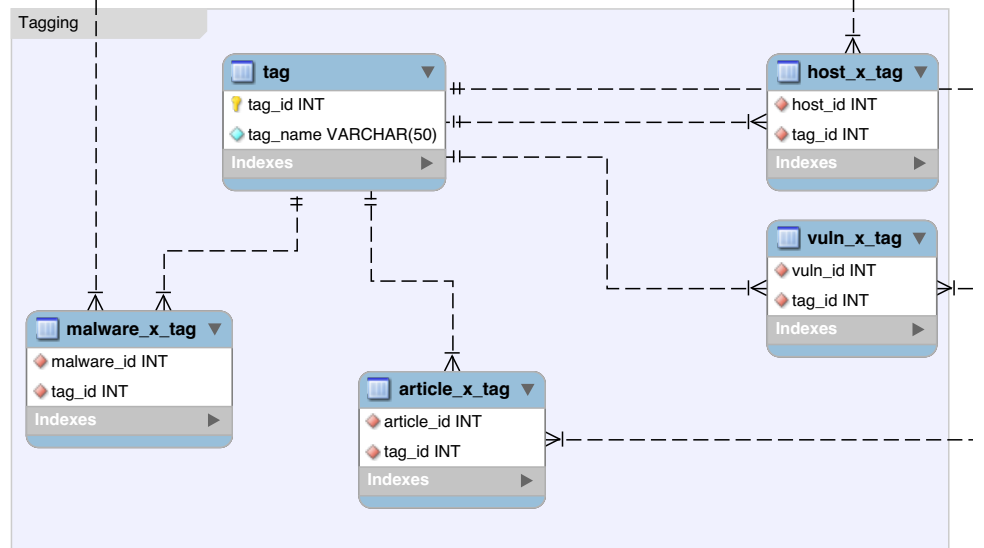 Tagging
tag
tag_id INT
tag_name VARCHAR(50)
Indexes
host_x_tag
host_id INT
tag_id INT
Indexes
vuln_x_tag
vuln_id INT
tag_id INT
Indexes
malware_x_tag
malware_id INT
tag_id INT
Indexes
article_x_tag
article_id INT
tag_id INT
Indexes